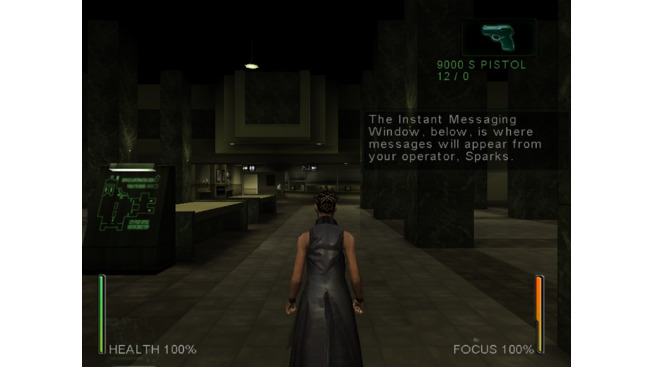 9000 S PISTOL
12 / 0
The Instant Messaging
Window, below, is where
messages will appear from
your operator, Sparks.
HEALTH 100%
FOCUS 100%